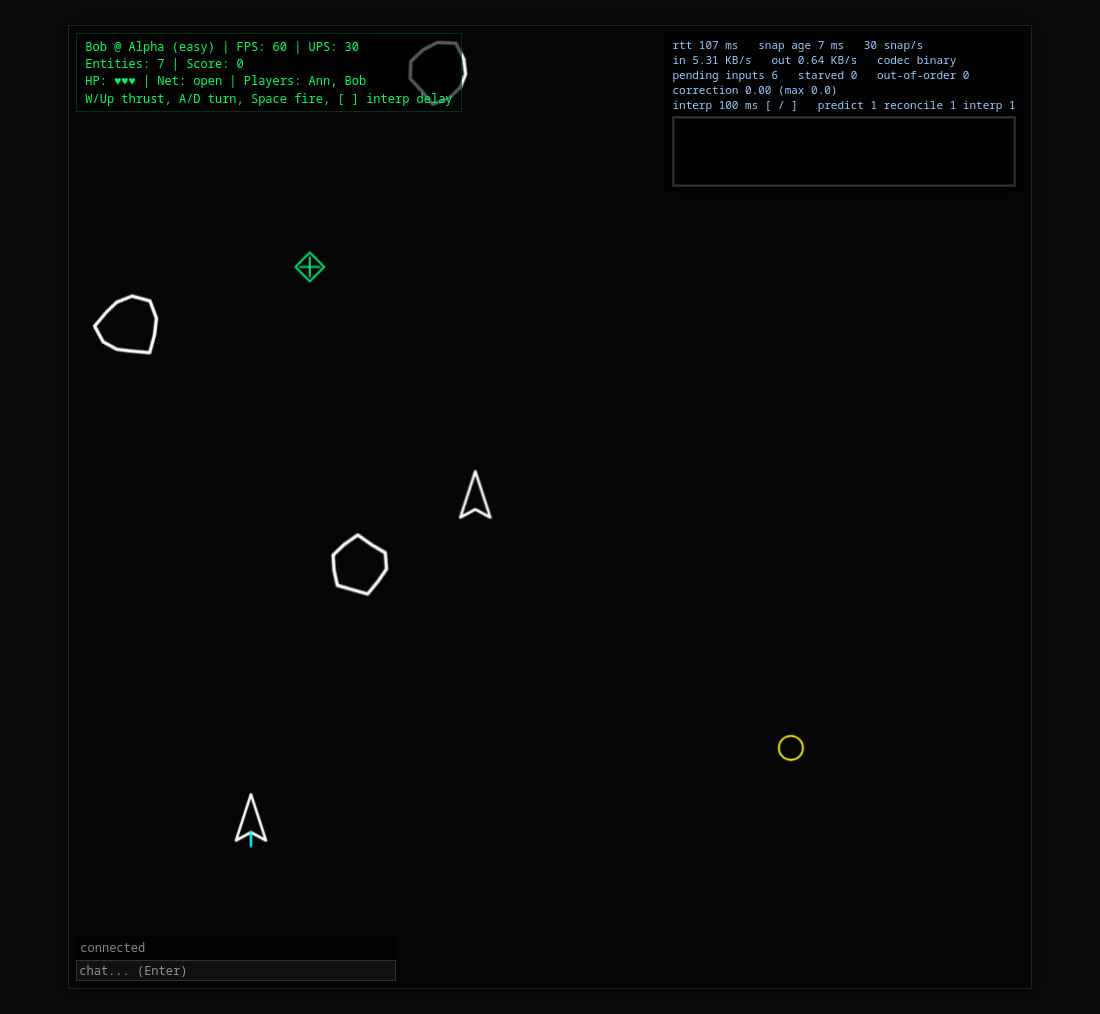 Bob @ Alpha (easy) | FPS: 60 | UPS: 30
Entities: 7 | Score: 0
HP: ♥♥♥ | Net: open | Players: Ann, Bob
W/Up thrust, A/D turn, Space fire, [ ] interp delay
rtt 107 ms snap age 7 ms 30 snap/s
in 5.31 KB/s out 0.64 KB/s codec binary
pending inputs 6 starved 0 out-of-order 0
correction 0.00 (max 0.0)
interp 100 ms [ / ] predict 1 reconcile 1 interp 1
connected
chat... (Enter)